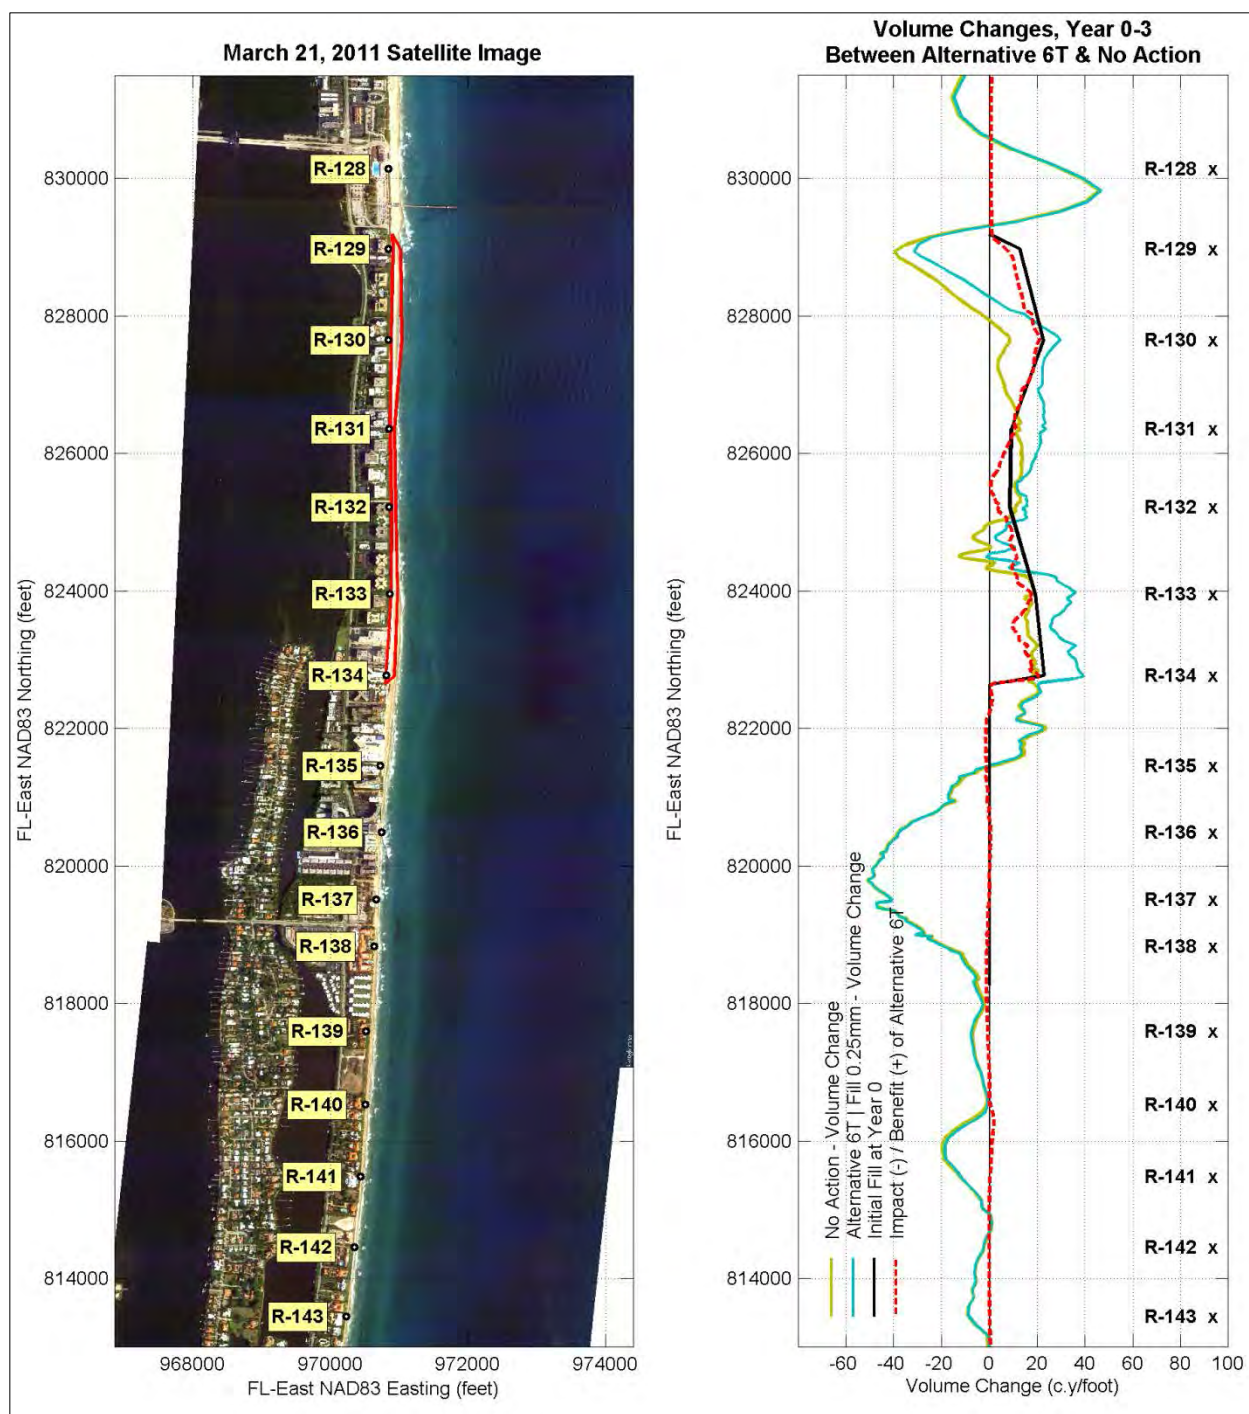 March 21, 2011 Satellite Image
FL-East NAD83 Northing (feet)
830000
828000
826000
824000
822000
820000
818000
816000
814000
R-128
R-129
R-130
R-131
R-132
R-133
R-134
R-135
R-136
R-137
R-138
R-139
R-140
R-141
R-142
R-143
968000 970000 972000 974000
FL-East NAD83 Easting (feet)
Volume Changes, Year 0-3
Between Alternative 6T & No Action
FL-East NAD83 Northing (feet)
830000
828000
826000
824000
822000
820000
818000
816000
814000
R-128 x
R-129 x
R-130 x
R-131 x
R-132 x
R-133 x
R-134 x
R-135 x
R-136 x
R-137 x
R-138 x
R-139 x
R-140 x
R-141 x
R-142 x
R-143 x
No Action - Volume Change
Alternative 6T | Fill 0.25mm - Volume Change
Initial Fill at Year 0
Impact (-) / Benefit (+) of Alternative 6T
-60 -40 -20 0 20 40 60 80 100
Volume Change (c.y/foot)